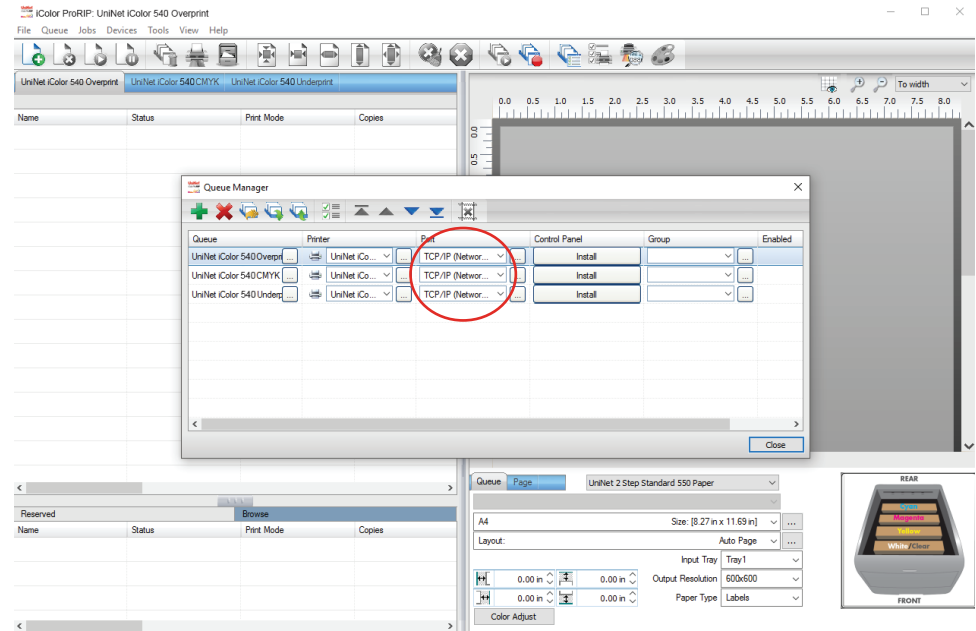 iColor ProRIP: UniNet iColor 540 Overprint
File Queue Jobs Devices Tools View Help
UniNet iColor 540 Overprint UniNet iColor 540 CMYK UniNet iColor 540 Underprint
To width
0.0 0.5 1.0 1.5 2.0 2.5 3.0 3.5 4.0 4.5 5.0 5.5 6.0 6.5 7.0 7.5 8.0
Name Status Print Mode Copies
0.0
0.5
Queue Manager
Queue Printer Port Control Panel Group Enabled
UniNet iColor 540 Overpri ... UniNet iCo... ... TCP/IP (Networ... ... Install ...
UniNet iColor 540 CMYK ... UniNet iCo... ... TCP/IP (Networ... ... Install ...
UniNet iColor 540 Underp ... UniNet iCo... ... TCP/IP (Networ... ... Install ...
Close
Reserved Browse
Name Status Print Mode Copies
Queue Page UniNet 2 Step Standard 550 Paper
A4 Size: [8.27 in x 11.69 in] ...
Layout: Auto Page ...
Input Tray Tray1
0.00 in 0.00 in Output Resolution 600x600
0.00 in 0.00 in Paper Type Labels
Color Adjust
REAR
Cyan
Magenta
Yellow
White/Clear
FRONT